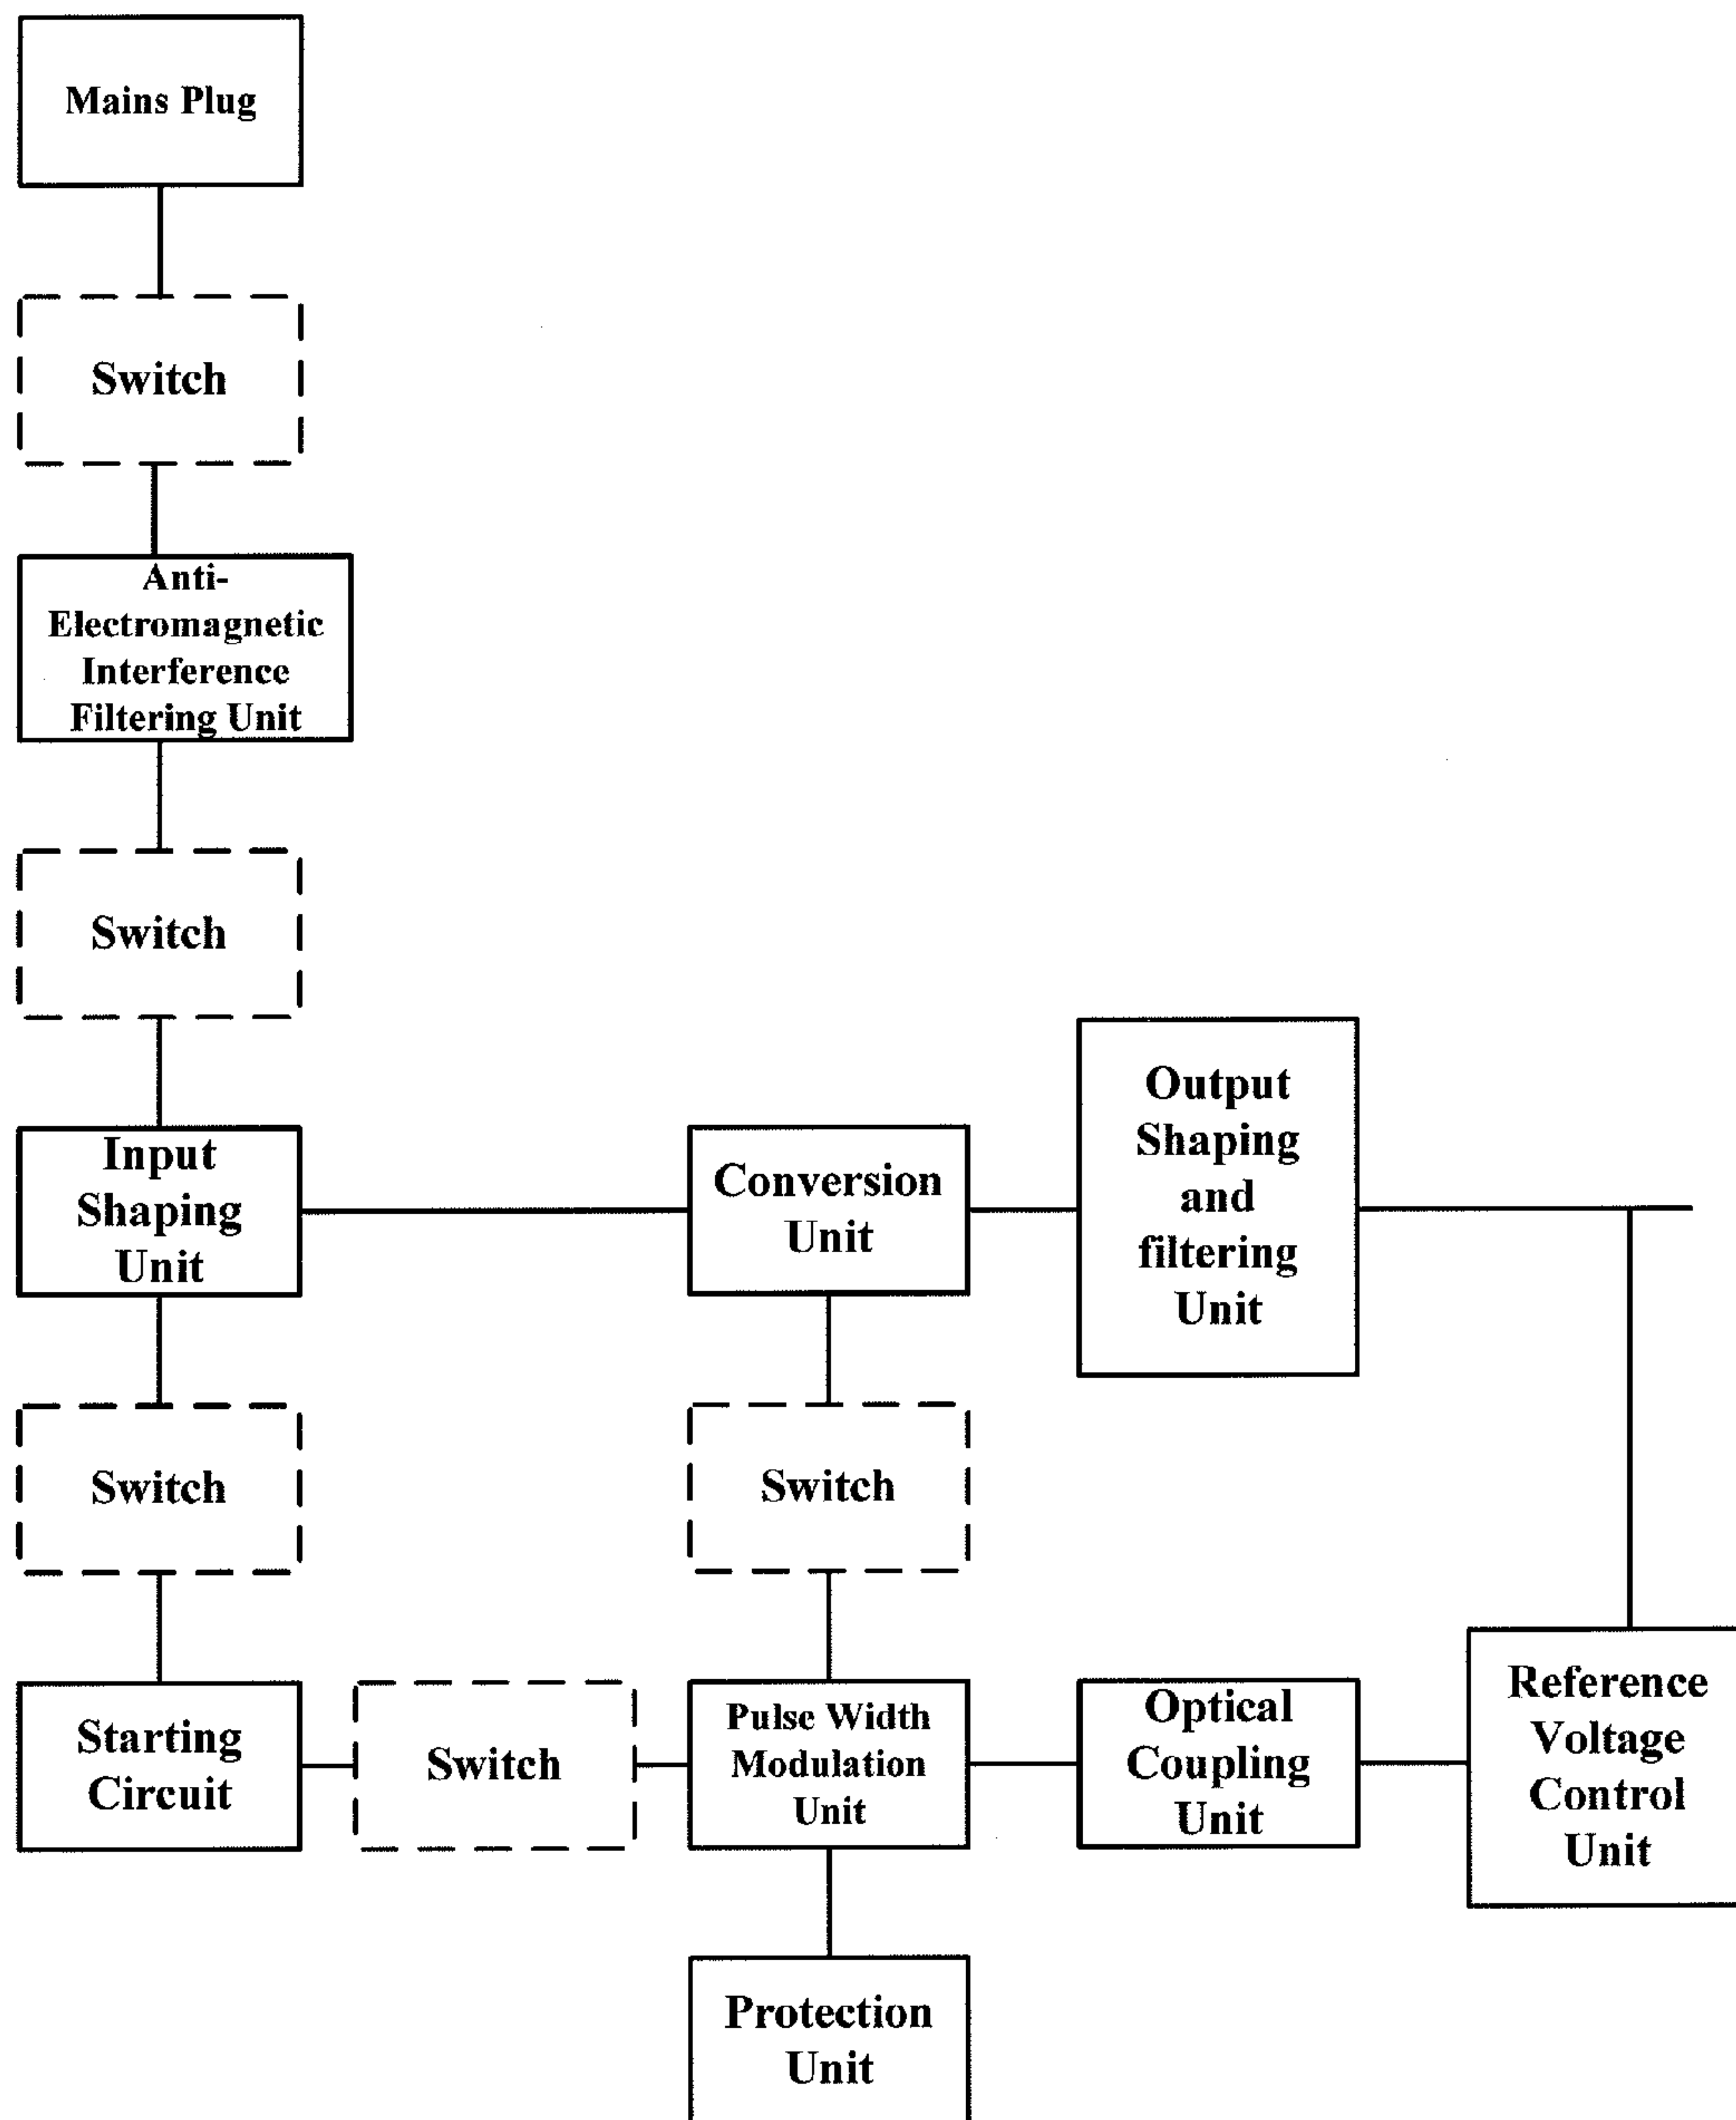 Mains Plug
Switch
Anti-
Electromagnetic
Interference
Filtering Unit
Switch
Input
Shaping
Unit
Conversion
Unit
Output
Shaping
and
filtering
Unit
Switch
Switch
Starting
Circuit
Switch
Pulse Width
Modulation
Unit
Optical
Coupling
Unit
Reference
Voltage
Control
Unit
Protection
Unit